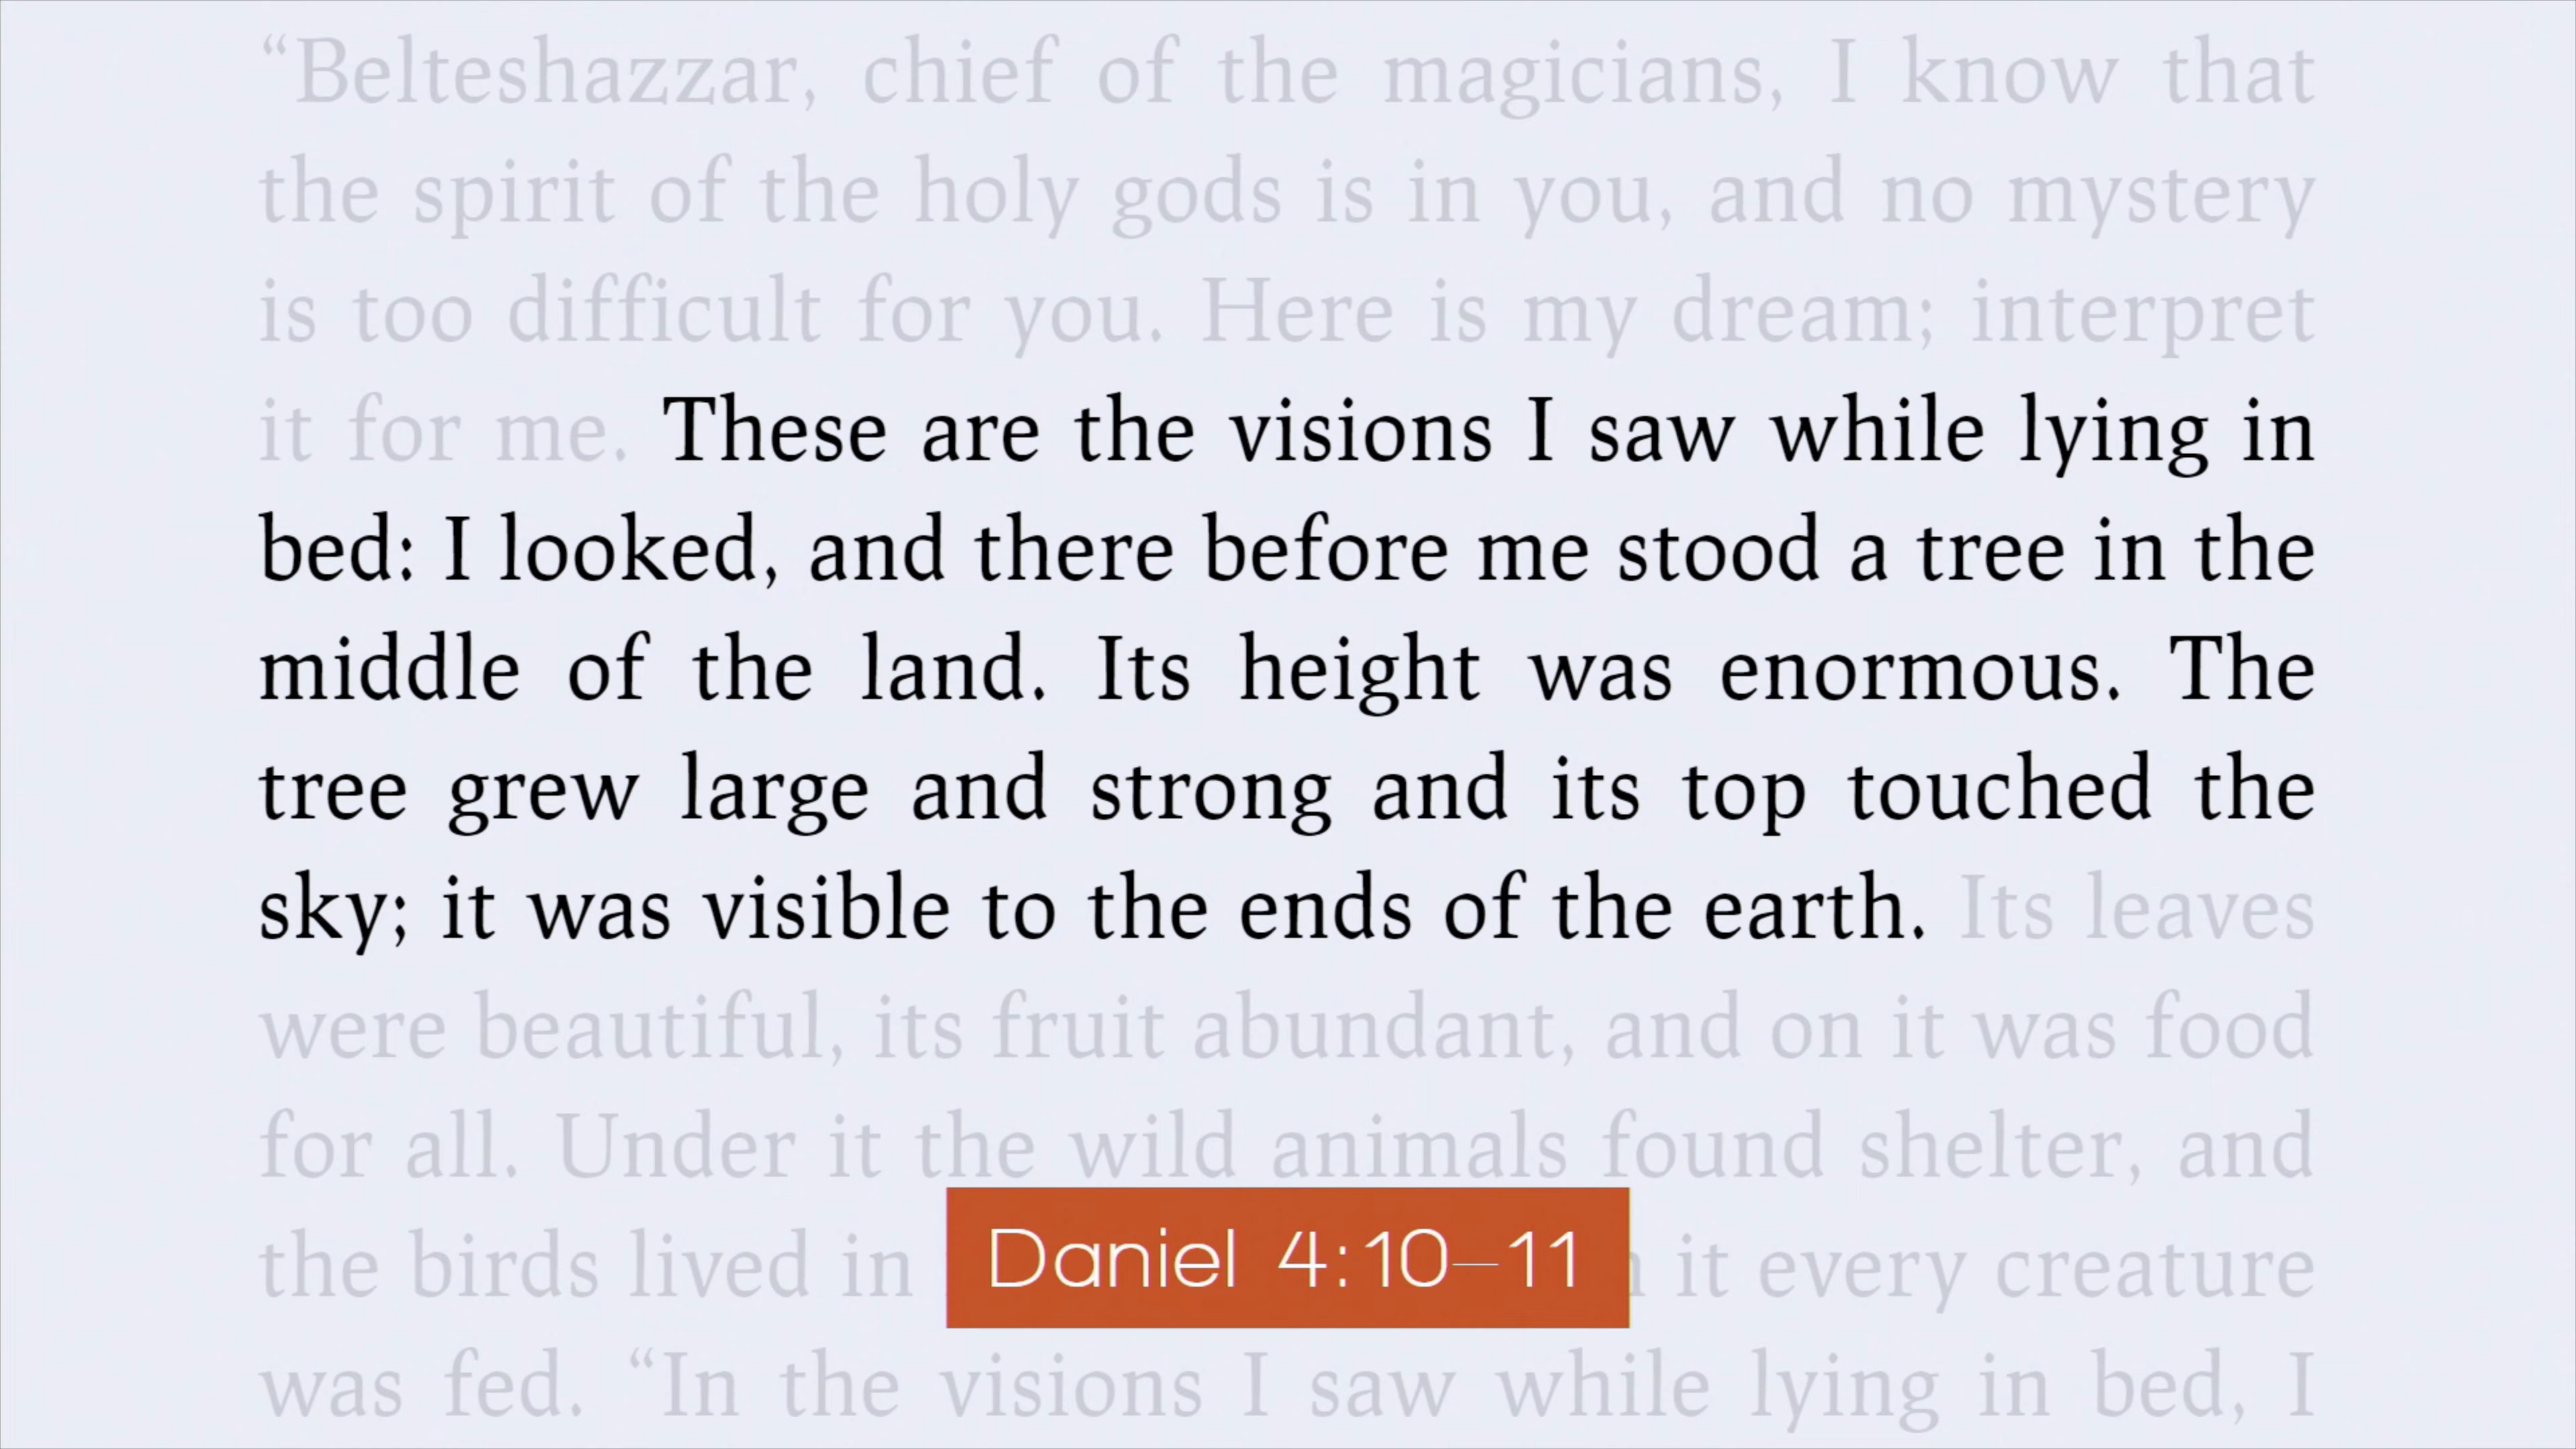 “Belteshazzar, chief of the magicians, I know that
the spirit of the holy gods is in you, and no mystery
is too difficult for you. Here is my dream; interpret
it for me. These are the visions I saw while lying in
bed: I looked, and there before me stood a tree in the
middle of the land. Its height was enormous. The
tree grew large and strong and its top touched the
sky; it was visible to the ends of the earth. Its leaves
were beautiful, its fruit abundant, and on it was food
for all. Under it the wild animals found shelter, and
the birds lived in it every creature
Daniel 4:10–11
was fed. “In the visions I saw while lying in bed, I